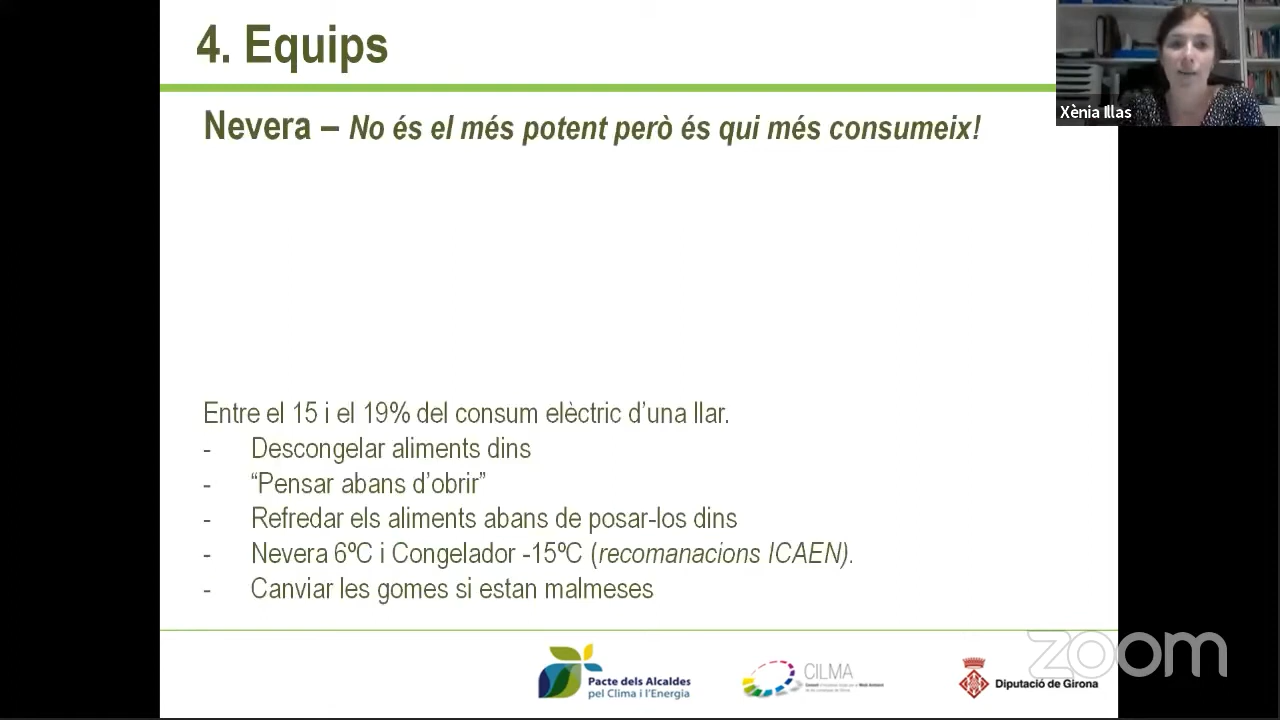 4. Equips
Xènia Illas
Nevera – No és el més potent però és qui més consumeix!
Entre el 15 i el 19% del consum elèctric d’una llar.
- Descongelar aliments dins
- “Pensar abans d’obrir”
- Refredar els aliments abans de posar-los dins
- Nevera 6ºC i Congelador -15ºC (recomanacions ICAEN).
- Canviar les gomes si estan malmeses
zoom
Pacte dels Alcaldes
pel Clima i l’Energia
CILMA
Diputació de Girona